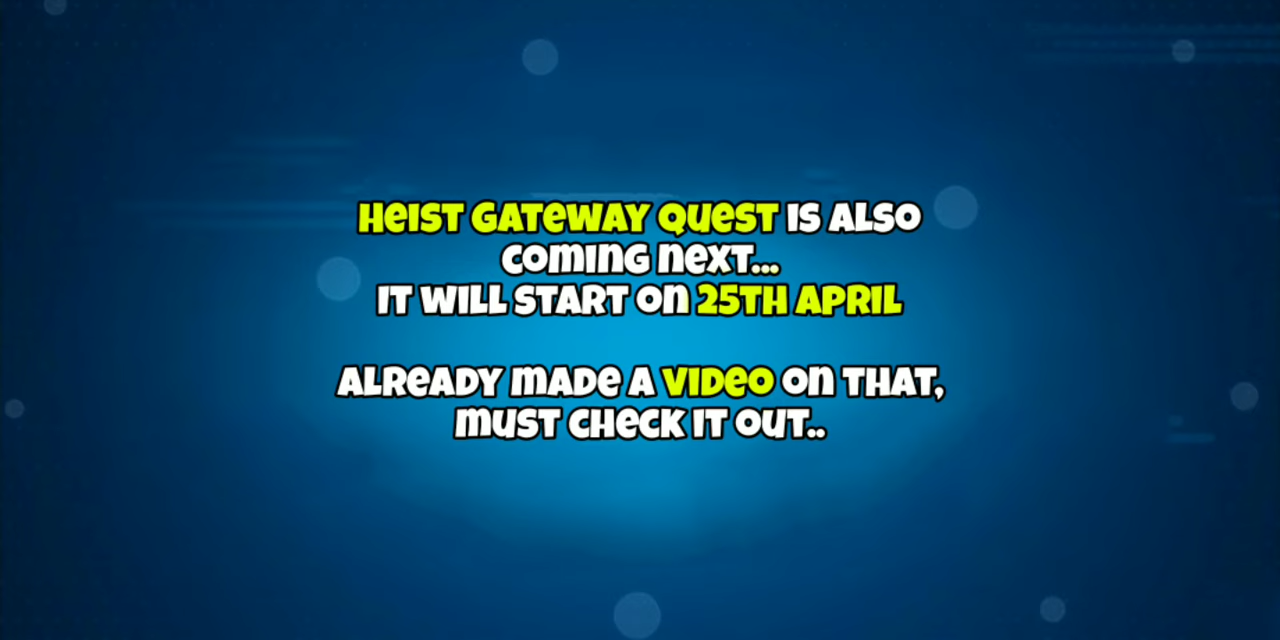 Heist Gateway Quest is also
coming next...
It will start on 25th April
Already made a video on that,
must check it out..